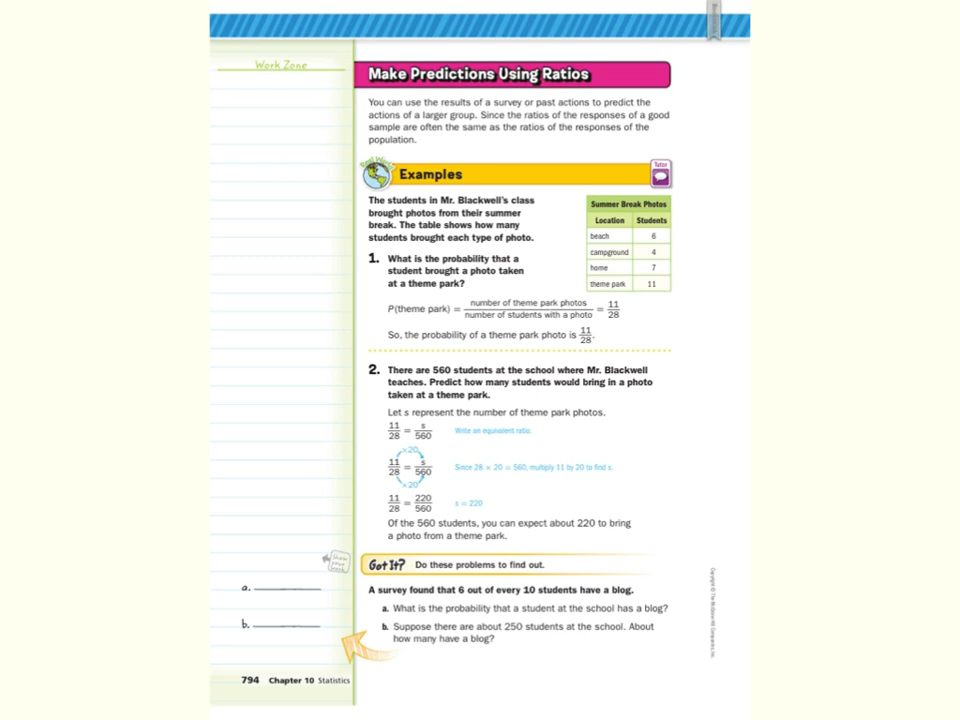 Work Zone
Make Predictions Using Ratios
You can use the results of a survey or past actions to predict the
actions of a larger group. Since the ratios of the responses of a good
sample are often the same as the ratios of the responses of the
population.
Real World
Examples
Tutor
The students in Mr. Blackwell's class
brought photos from their summer
break. The table shows how many
students brought each type of photo.
Summer Break Photos
Location Students
beach 6
campground 4
home 7
theme park 11
1. What is the probability that a
student brought a photo taken
at a theme park?
P(theme park) = number of theme park photos / number of students with a photo = 11/28
So, the probability of a theme park photo is 11/28.
2. There are 560 students at the school where Mr. Blackwell
teaches. Predict how many students would bring in a photo
taken at a theme park.
Let s represent the number of theme park photos.
11/28 = s/560 Write an equivalent ratio.
×20
11/28 = s/560 Since 28 × 20 = 560, multiply 11 by 20 to find s.
×20
11/28 = 220/560 s = 220
Of the 560 students, you can expect about 220 to bring
a photo from a theme park.
Show
your
work
Got It? Do these problems to find out.
A survey found that 6 out of every 10 students have a blog.
a. What is the probability that a student at the school has a blog?
b. Suppose there are about 250 students at the school. About
how many have a blog?
a.
b.
794 Chapter 10 Statistics
Copyright © The McGraw-Hill Companies, Inc.